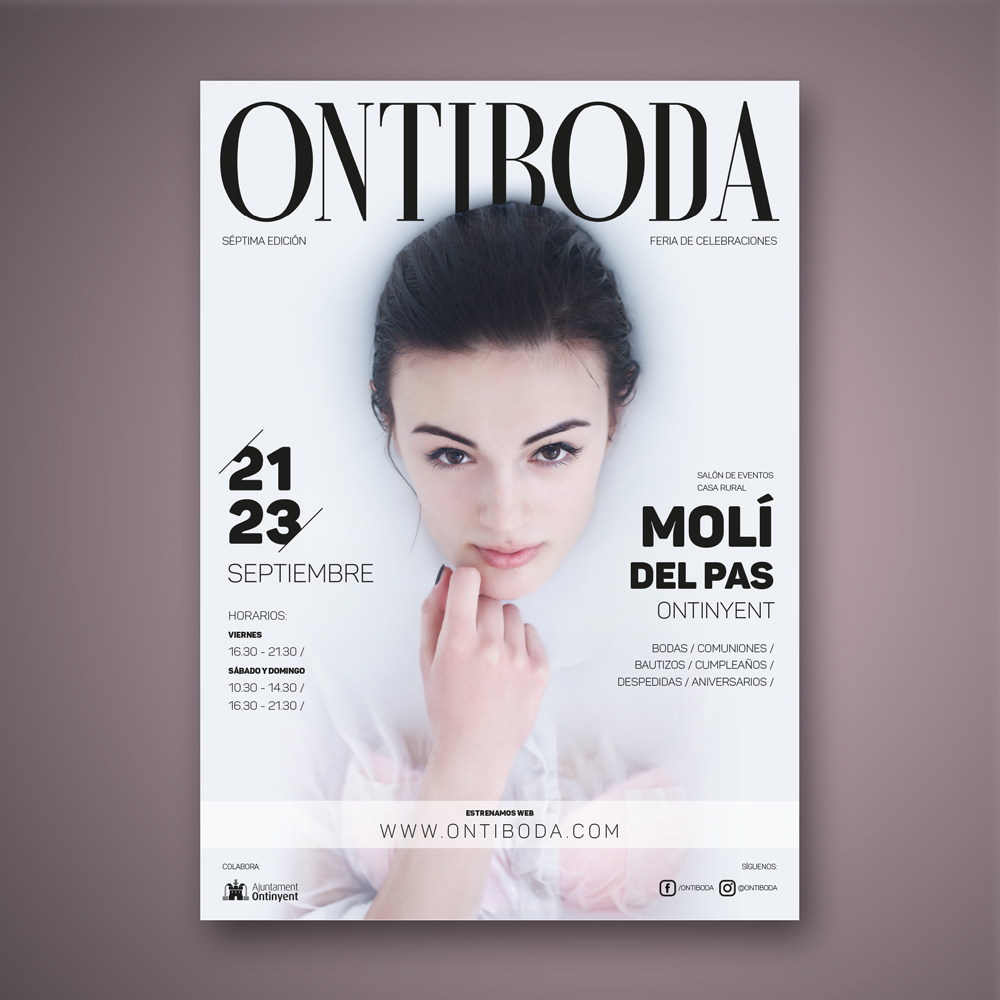 ONTIBODA
SÉPTIMA EDICIÓN
FERIA DE CELEBRACIONES
21
23
SEPTIEMBRE
HORARIOS:
VIERNES
16.30 - 21.30 /
SÁBADO Y DOMINGO
10.30 - 14.30 /
16.30 - 21.30 /
SALÓN DE EVENTOS
CASA RURAL
MOLÍ
DEL PAS
ONTINYENT
BODAS / COMUNIONES /
BAUTIZOS / CUMPLEAÑOS /
DESPEDIDAS / ANIVERSARIOS /
ESTRENAMOS WEB
WWW.ONTIBODA.COM
COLABORA:
Ajuntament
Ontinyent
SÍGUENOS:
/ONTIBODA
@ONTIBODA